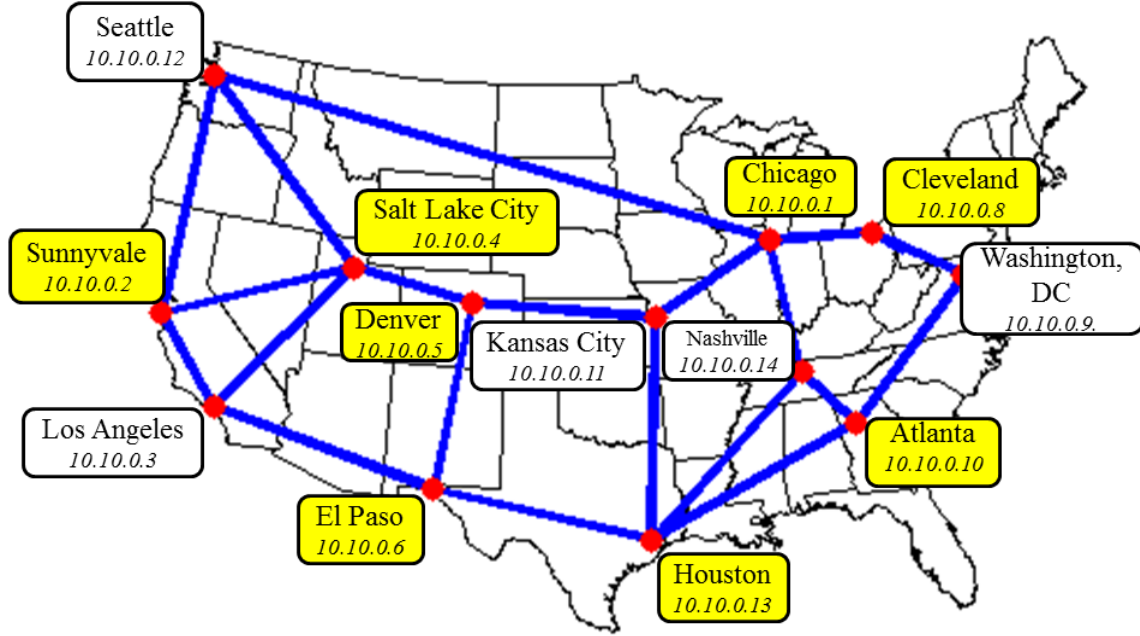 Seattle
10.10.0.12
Chicago
10.10.0.1
Cleveland
10.10.0.8
Salt Lake City
10.10.0.4
Sunnyvale
10.10.0.2
Washington,
DC
10.10.0.9.
Denver
10.10.0.5
Kansas City
10.10.0.11
Nashville
10.10.0.14
Los Angeles
10.10.0.3
Atlanta
10.10.0.10
El Paso
10.10.0.6
Houston
10.10.0.13